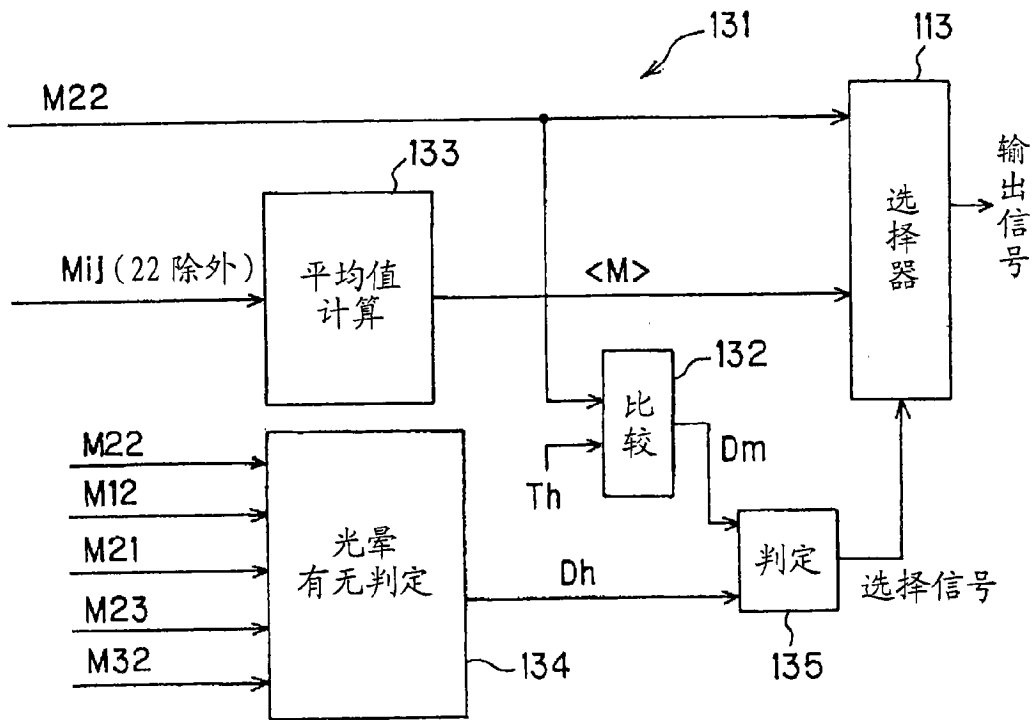 131
113
M22
133
MiJ(22除外)
平均值
计算
<M>
选择器
输出信号
132
比较
Th
Dm
M22
M12
M21
M23
M32
光晕
有无判定
134
Dh
判定
135
选择信号